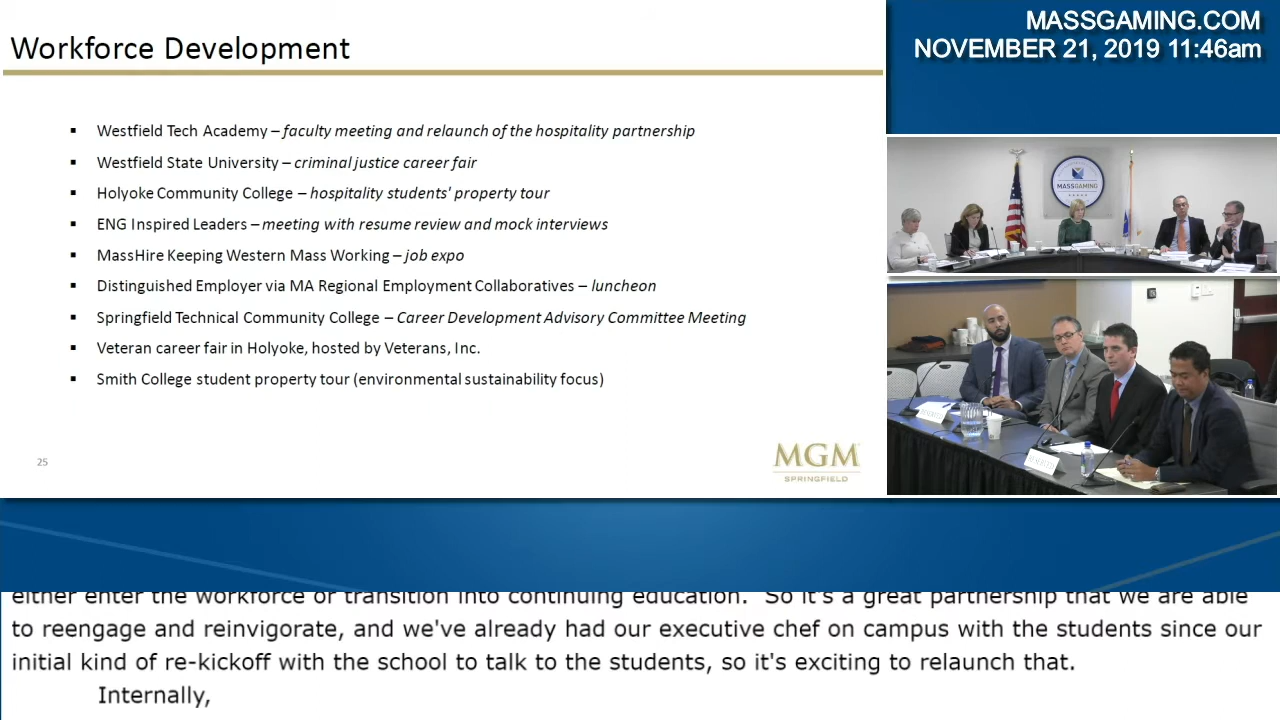 Workforce Development
▪ Westfield Tech Academy – faculty meeting and relaunch of the hospitality partnership
▪ Westfield State University – criminal justice career fair
▪ Holyoke Community College – hospitality students' property tour
▪ ENG Inspired Leaders – meeting with resume review and mock interviews
▪ MassHire Keeping Western Mass Working – job expo
▪ Distinguished Employer via MA Regional Employment Collaboratives – luncheon
▪ Springfield Technical Community College – Career Development Advisory Committee Meeting
▪ Veteran career fair in Holyoke, hosted by Veterans, Inc.
▪ Smith College student property tour (environmental sustainability focus)
25
MGM
SPRINGFIELD
MASSGAMING.COM
NOVEMBER 21, 2019 11:46am
MASSGAMING
either enter the workforce or transition into continuing education. So it's a great partnership that we are able
to reengage and reinvigorate, and we've already had our executive chef on campus with the students since our
initial kind of re-kickoff with the school to talk to the students, so it's exciting to relaunch that.
Internally,